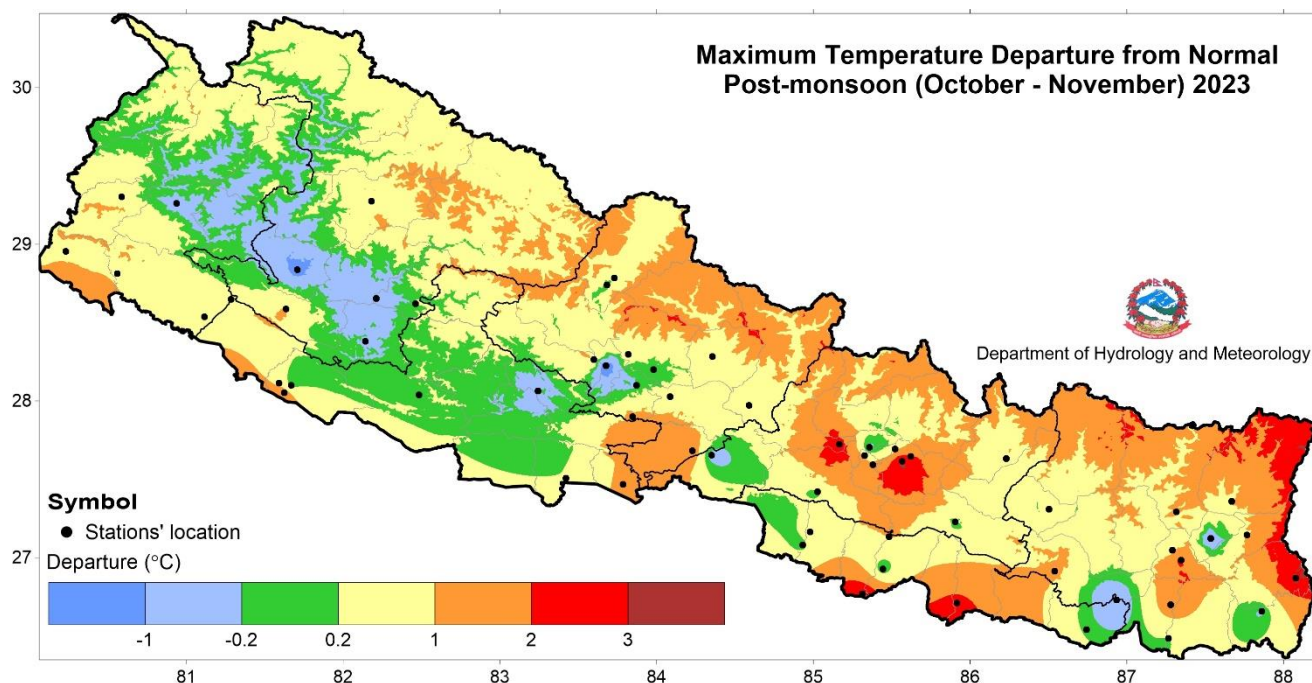 Maximum Temperature Departure from Normal
Post-monsoon (October - November) 2023
30
29
28
27
Department of Hydrology and Meteorology
Symbol
Stations' location
Departure (°C)
-1 -0.2 0.2 1 2 3
81 82 83 84 85 86 87 88